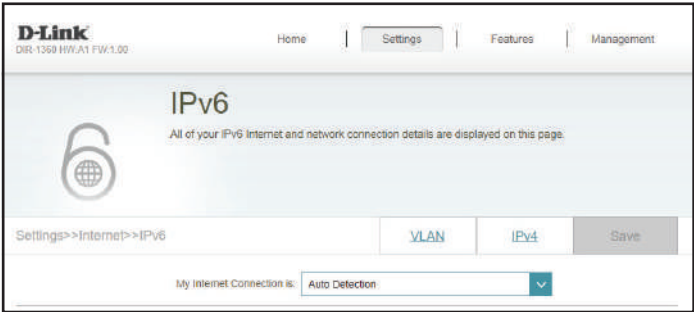 D-Link
DIR-1360 HW:A1 FW:1.00
Home | Settings | Features | Management
IPv6
All of your IPv6 Internet and network connection details are displayed on this page.
Settings>>Internet>>IPv6
VLAN
IPv4
Save
My Internet Connection is: Auto Detection